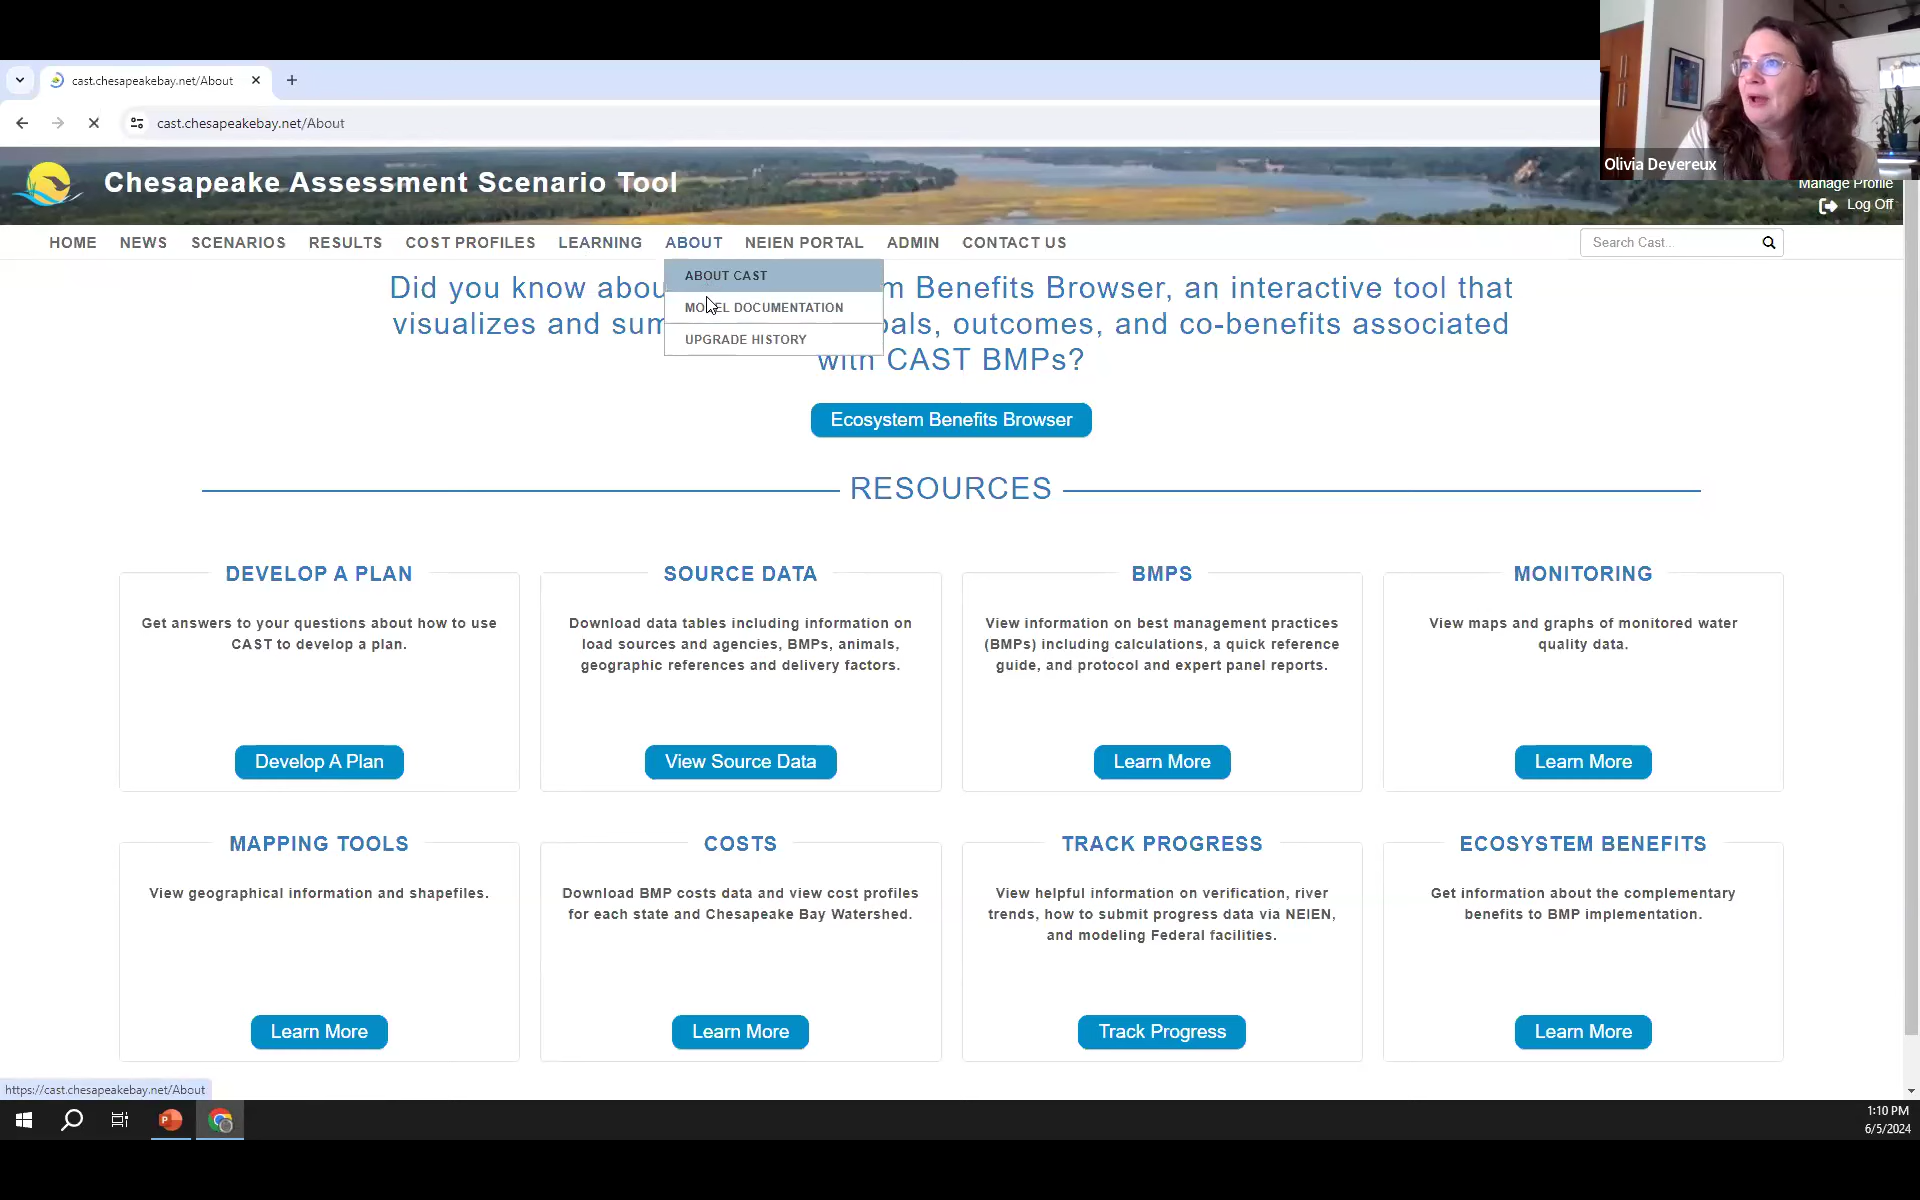 cast.chesapeakebay.net/About
cast.chesapeakebay.net/About
Olivia Devereux
Chesapeake Assessment Scenario Tool
Manage Profile
Log Off
HOME NEWS SCENARIOS RESULTS COST PROFILES LEARNING ABOUT NEIEN PORTAL ADMIN CONTACT US
Search Cast...
ABOUT CAST
MODEL DOCUMENTATION
UPGRADE HISTORY
Did you know abou m Benefits Browser, an interactive tool that
visualizes and sum als, outcomes, and co-benefits associated
with CAST BMPs?
Ecosystem Benefits Browser
RESOURCES
DEVELOP A PLAN
Get answers to your questions about how to use
CAST to develop a plan.
Develop A Plan
SOURCE DATA
Download data tables including information on
load sources and agencies, BMPs, animals,
geographic references and delivery factors.
View Source Data
BMPS
View information on best management practices
(BMPs) including calculations, a quick reference
guide, and protocol and expert panel reports.
Learn More
MONITORING
View maps and graphs of monitored water
quality data.
Learn More
MAPPING TOOLS
View geographical information and shapefiles.
Learn More
COSTS
Download BMP costs data and view cost profiles
for each state and Chesapeake Bay Watershed.
Learn More
TRACK PROGRESS
View helpful information on verification, river
trends, how to submit progress data via NEIEN,
and modeling Federal facilities.
Track Progress
ECOSYSTEM BENEFITS
Get information about the complementary
benefits to BMP implementation.
Learn More
https://cast.chesapeakebay.net/About
1:10 PM
6/5/2024